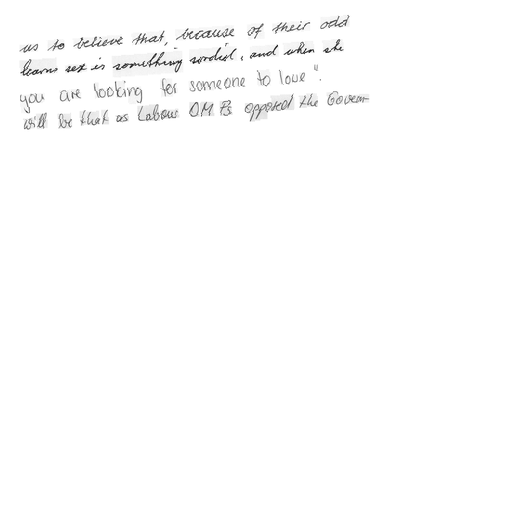 us to believe that, because of their odd
learns sex is something sordid, and when she
you are looking for someone to love".
will be that as Labour M Ps opposed the Govern-